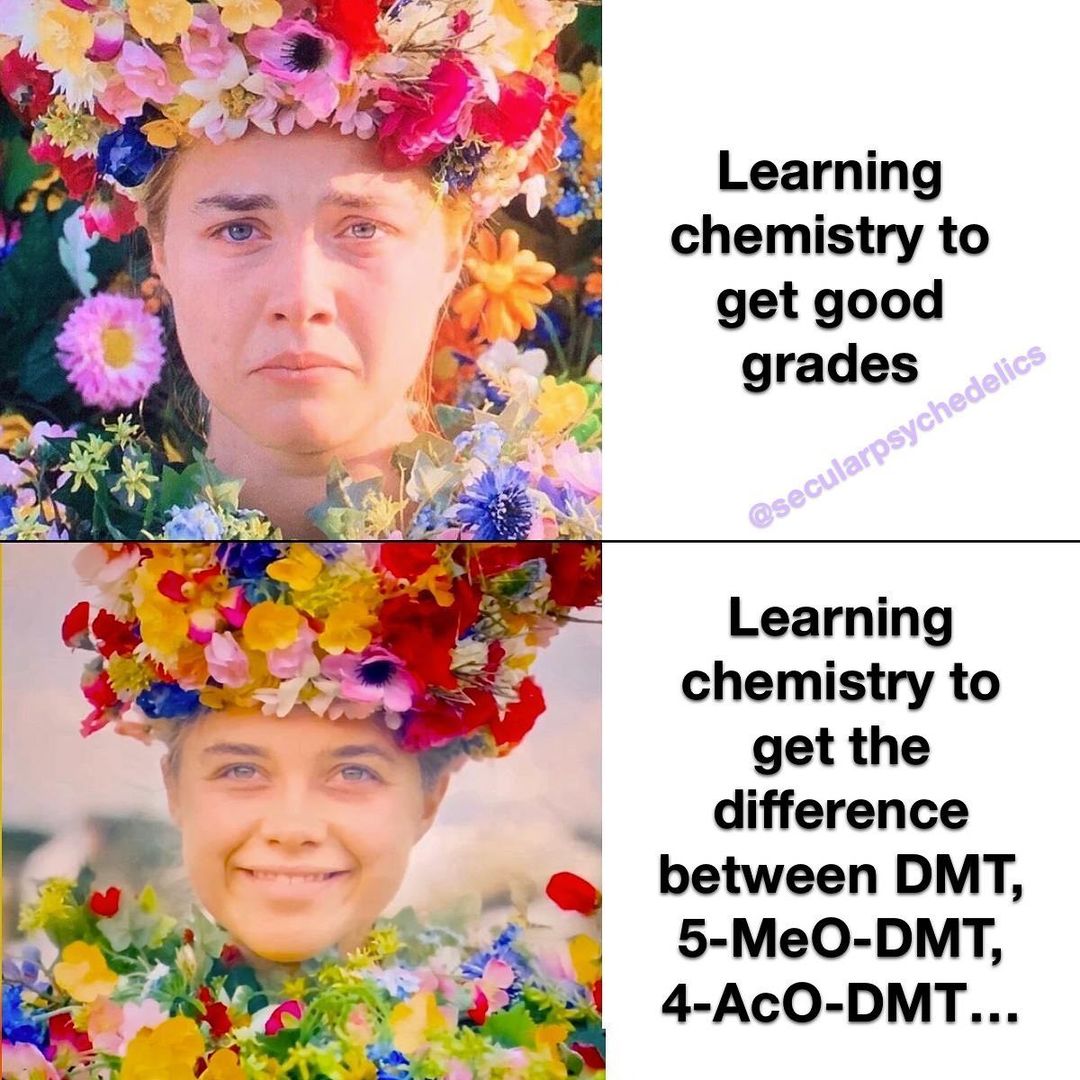 Learning
chemistry to
get good
grades
@secularpsychedelics
Learning
chemistry to
get the
difference
between DMT,
5-MeO-DMT,
4-AcO-DMT...